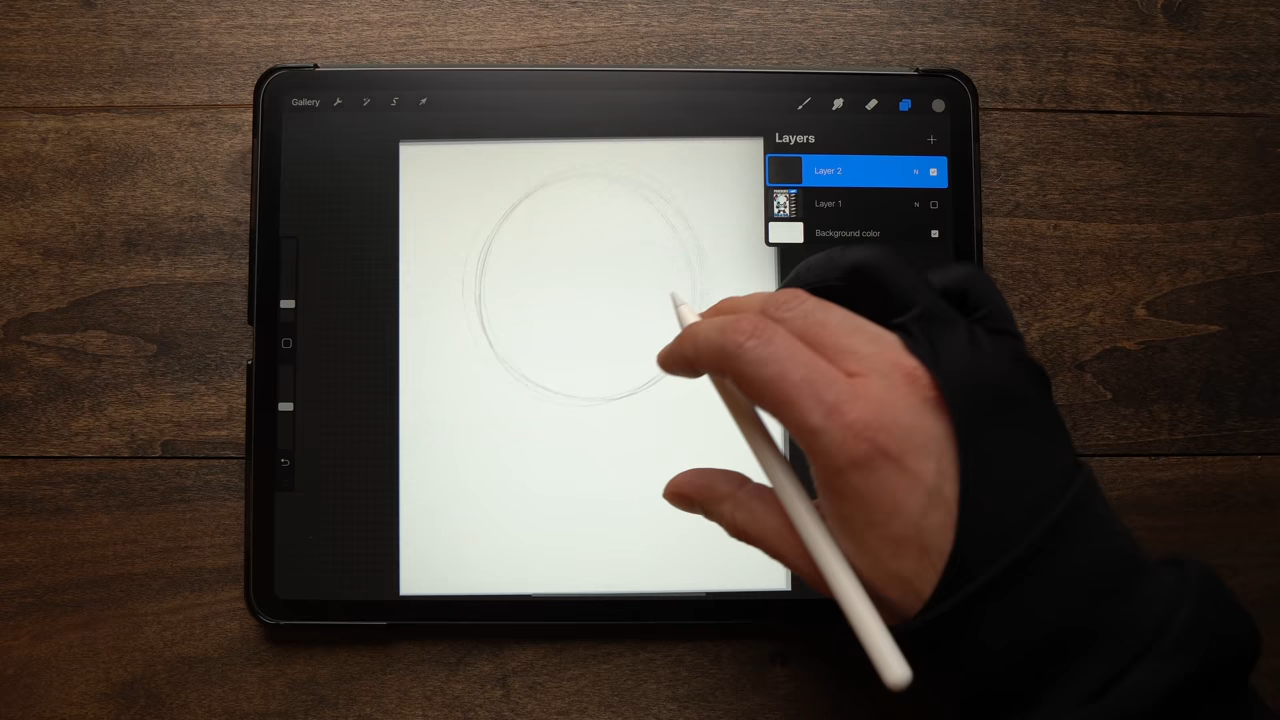 Gallery
Layers
Layer 2 N
Layer 1 N
Background color